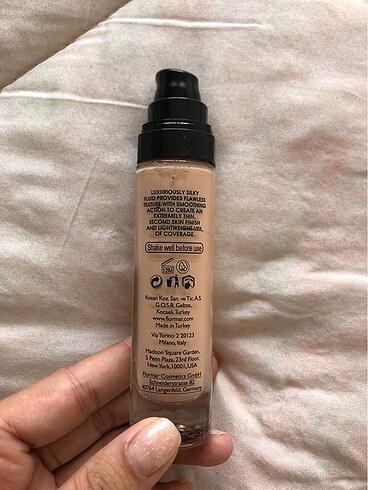 LUXURIOUSLY SILKY
FLUID PROVIDES FLAWLESS
TEXTURE WITH SMOOTHING
ACTION TO CREATE AN
EXTREMELY THIN,
SECOND SKIN FINISH
AND LIGHTWEIGHT VEIL
OF COVERAGE.
Shake well before use
12M
Kosan Koz. San. ve Tic.A.S.
G.O.S.B. Gebze,
Kocaeli, Turkey
www.flormar.com
Made in Turkey
Via Torino 2 20123
Milano, Italy
Madison Square Garden,
5 Penn Plaza, 23rd Floor,
New York, 10001, USA
Flormar Cosmetics GmbH
Schneiderstrasse 82
40764 Langenfeld, Germany